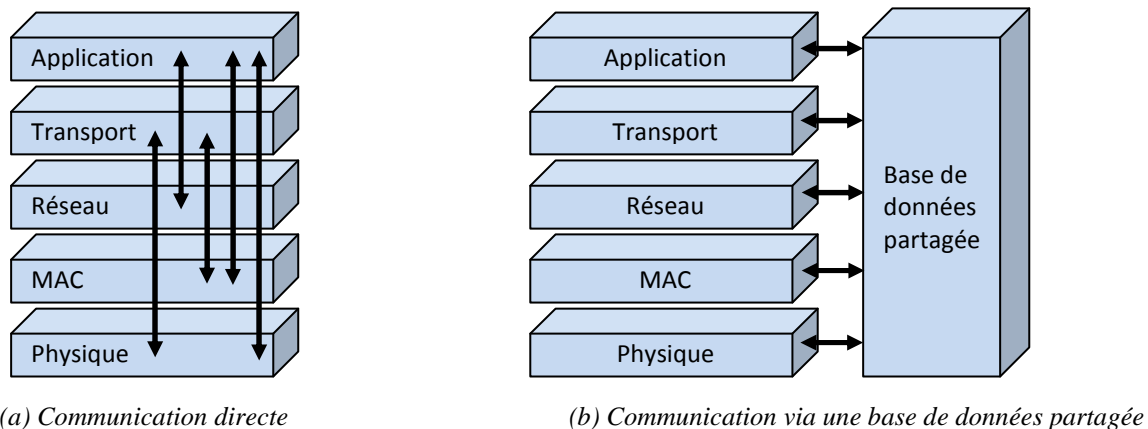 Application
Transport
Réseau
MAC
Physique
(a) Communication directe
Application
Transport
Réseau
MAC
Physique
Base de
données
partagée
(b) Communication via une base de données partagée